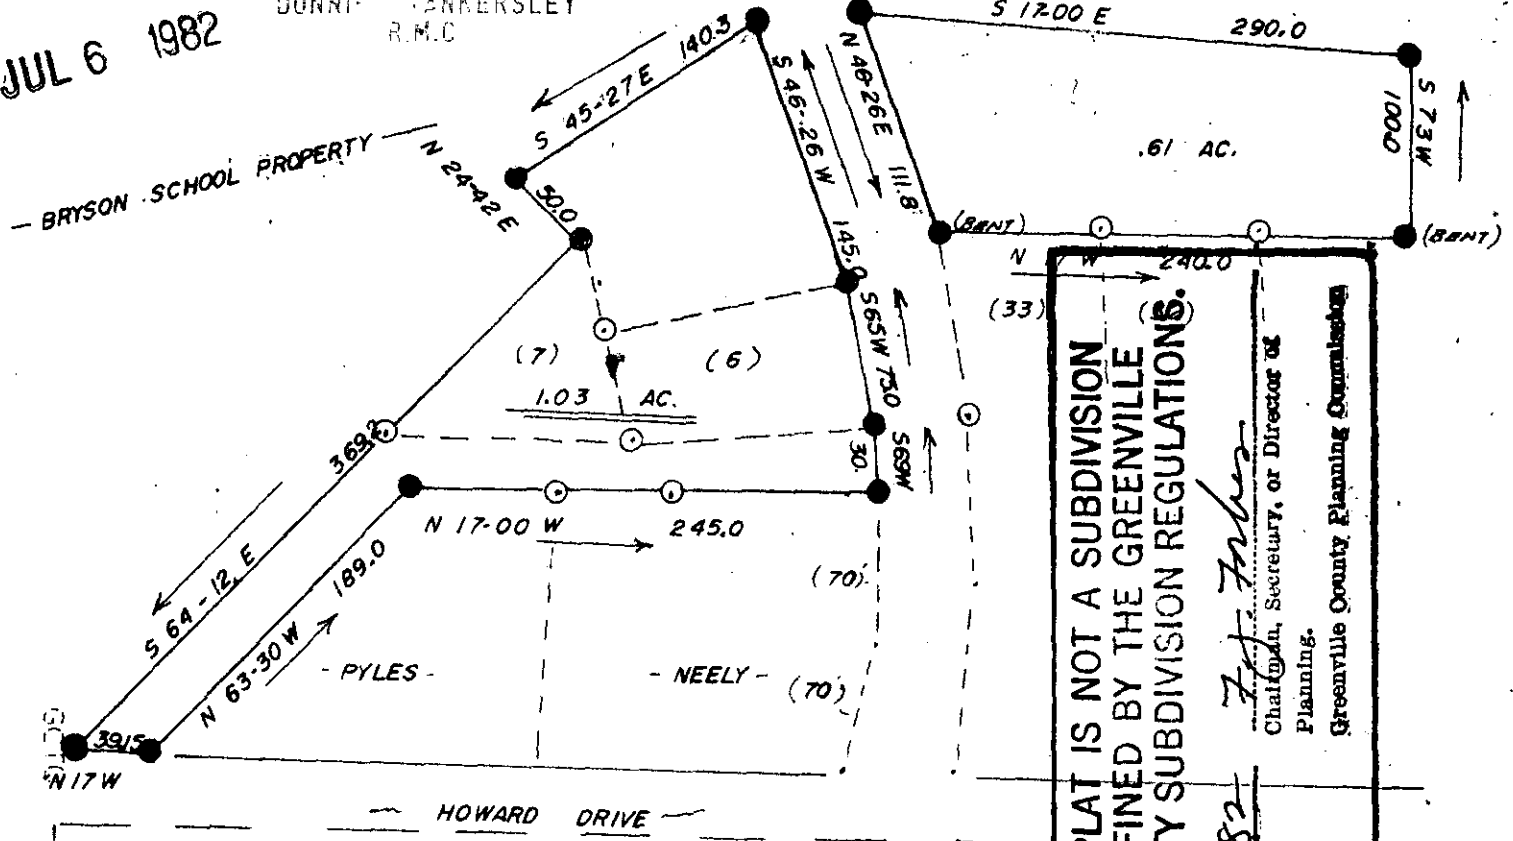 JUL 6 1982
R.M.C
S 17-00 E 290.0
140.3
S 45-27 E
S 46-26 W
145.0
N 48-26 E 111.8
S 73 W
100.0
.61 AC.
- BRYSON SCHOOL PROPERTY -
N 24-42 E
50.0
(BENT)
(BENT)
N 17 W 240.0
(33)
S65W 75.0
(7)
(6)
1.03 AC.
369.2
30.
S69W
N 17-00 W 245.0
S 64-12 E
189.0
N 63-30 W
(70)
- PYLES -
- NEELY -
(70)
39.15
N 17 W
HOWARD DRIVE
PLAT IS NOT A SUBDIVISION
FINED BY THE GREENVILLE
Y SUBDIVISION REGULATIONS.
82
Chairman, Secretary, or Director of
Planning.
Greenville County Planning Commission